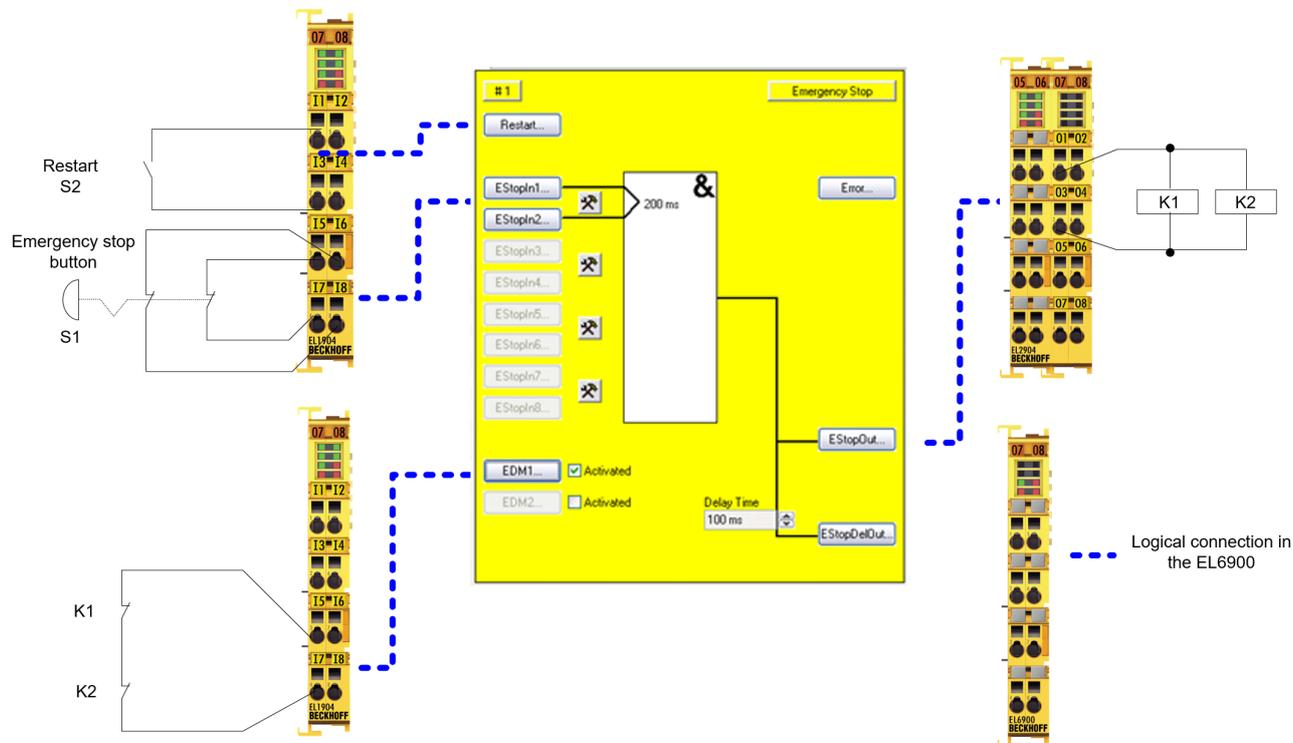 07 08
I1 I2
I3 I4
I5 I6
I7 I8
EL1904
BECKHOFF
Restart
S2
Emergency stop
button
S1
07 08
I1 I2
I3 I4
I5 I6
I7 I8
EL1904
BECKHOFF
K1
K2
# 1
Emergency Stop
Restart...
EStopIn1...
EStopIn2...
EStopIn3...
EStopIn4...
EStopIn5...
EStopIn6...
EStopIn7...
EStopIn8...
&
200 ms
Error...
EStopOut...
EDM1...
Activated
EDM2...
Activated
Delay Time
100 ms
EStopDelOut...
05 06 07 08
01 02
03 04
05 06
07 08
EL2904
BECKHOFF
K1
K2
07 08
EL6900
BECKHOFF
Logical connection in
the EL6900